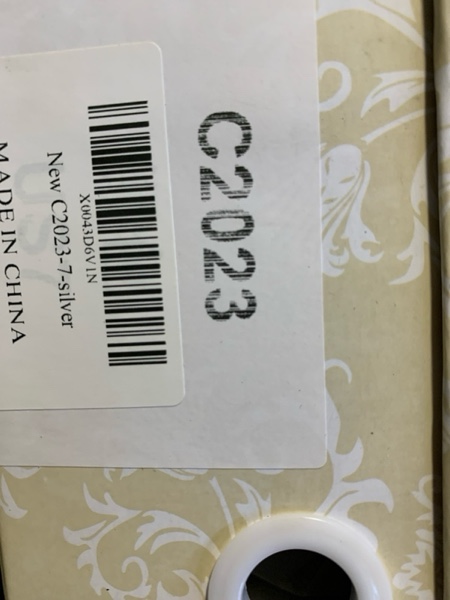 C2023
X0043D6V1N
New C2023-7-silver
MADE IN CHINA